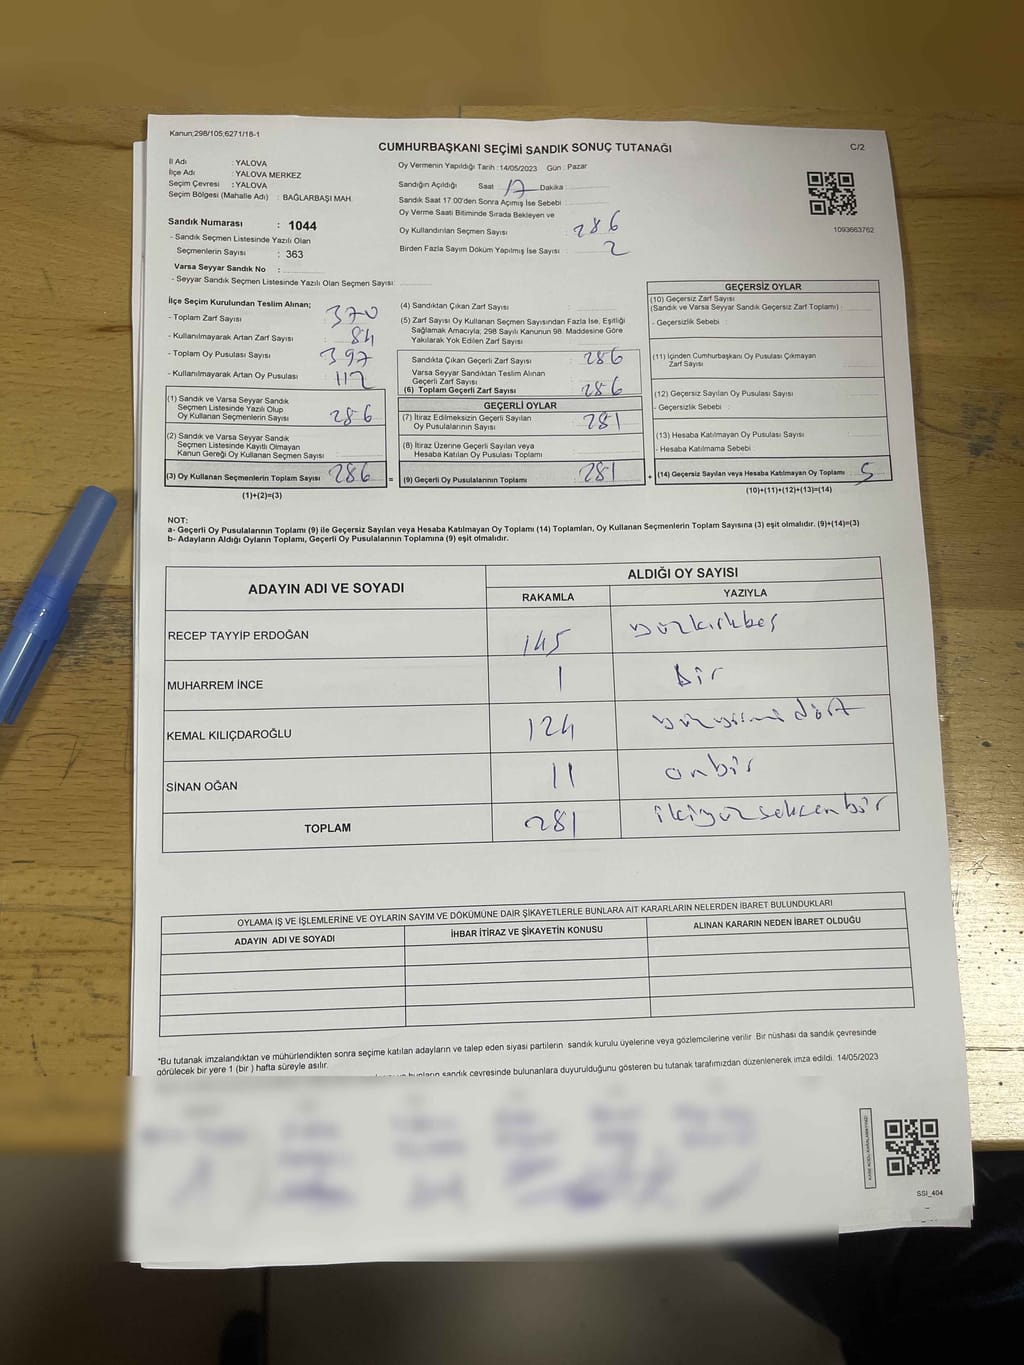 Kanun;298/105;6271/18-1
CUMHURBAŞKANI SEÇİMİ SANDIK SONUÇ TUTANAĞI
C/2
İl Adı : YALOVA
İlçe Adı : YALOVA MERKEZ
Seçim Çevresi : YALOVA
Seçim Bölgesi (Mahalle Adı) : BAĞLARBAŞI MAH.
Oy Vermenin Yapıldığı Tarih : 14/05/2023 Gün : Pazar
Sandığın Açıldığı Saat 17 Dakika
Sandık Saat 17.00'den Sonra Açımış İse Sebebi
Oy Verme Saati Bitiminde Sırada Bekleyen ve
Oy Kullandırılan Seçmen Sayısı : 286
Birden Fazla Sayım Döküm Yapılmış İse Sayısı : 2
1093663762
Sandık Numarası : 1044
- Sandık Seçmen Listesinde Yazılı Olan
Seçmenlerin Sayısı : 363
Varsa Seyyar Sandık No :
- Seyyar Sandık Seçmen Listesinde Yazılı Olan Seçmen Sayısı:
İlçe Seçim Kurulundan Teslim Alınan;
- Toplam Zarf Sayısı : 370
- Kullanılmayarak Artan Zarf Sayısı : 84
- Toplam Oy Pusulası Sayısı : 397
- Kullanılmayarak Artan Oy Pusulası : 112
(1) Sandık ve Varsa Seyyar Sandık
Seçmen Listesinde Yazılı Olup
Oy Kullanan Seçmenlerin Sayısı : 286
(2) Sandık ve Varsa Seyyar Sandık
Seçmen Listesinde Kayıtlı Olmayan
Kanun Gereği Oy Kullanan Seçmen Sayısı :
(3) Oy Kullanan Seçmenlerin Toplam Sayısı : 286
(1)+(2)=(3)
(4) Sandıktan Çıkan Zarf Sayısı :
(5) Zarf Sayısı Oy Kullanan Seçmen Sayısından Fazla İse, Eşitliği
Sağlamak Amacıyla; 298 Sayılı Kanunun 98. Maddesine Göre
Yakılarak Yok Edilen Zarf Sayısı :
Sandıkta Çıkan Geçerli Zarf Sayısı : 286
Varsa Seyyar Sandıktan Teslim Alınan
Geçerli Zarf Sayısı :
(6) Toplam Geçerli Zarf Sayısı : 286
GEÇERLİ OYLAR
(7) İtiraz Edilmeksizin Geçerli Sayılan
Oy Pusulalarının Sayısı : 281
(8) İtiraz Üzerine Geçerli Sayılan veya
Hesaba Katılan Oy Pusulası Toplamı :
= (9) Geçerli Oy Pusulalarının Toplamı : 281
GEÇERSİZ OYLAR
(10) Geçersiz Zarf Sayısı
(Sandık ve Varsa Seyyar Sandık Geçersiz Zarf Toplamı) :
- Geçersizlik Sebebi :
(11) İçinden Cumhurbaşkanı Oy Pusulası Çıkmayan
Zarf Sayısı :
(12) Geçersiz Sayılan Oy Pusulası Sayısı :
- Geçersizlik Sebebi :
(13) Hesaba Katılmayan Oy Pusulası Sayısı :
- Hesaba Katılmama Sebebi :
+ (14) Geçersiz Sayılan veya Hesaba Katılmayan Oy Toplamı : 5
(10)+(11)+(12)+(13)=(14)
NOT:
a- Geçerli Oy Pusulalarının Toplamı (9) ile Geçersiz Sayılan veya Hesaba Katılmayan Oy Toplamı (14) Toplamları, Oy Kullanan Seçmenlerin Toplam Sayısına (3) eşit olmalıdır. (9)+(14)=(3)
b- Adayların Aldığı Oyların Toplamı, Geçerli Oy Pusulalarının Toplamına (9) eşit olmalıdır.
ADAYIN ADI VE SOYADI
ALDIĞI OY SAYISI
RAKAMLA YAZIYLA
RECEP TAYYİP ERDOĞAN 145 yüzkırkbeş
MUHARREM İNCE 1 bir
KEMAL KILIÇDAROĞLU 124 yüzyirmi dört
SİNAN OĞAN 11 onbir
TOPLAM 281 ikiyüzseksenbir
OYLAMA İŞ VE İŞLEMLERİNE VE OYLARIN SAYIM VE DÖKÜMÜNE DAİR ŞİKAYETLERLE BUNLARA AİT KARARLARIN NELERDEN İBARET BULUNDUKLARI
ADAYIN ADI VE SOYADI İHBAR İTİRAZ VE ŞİKAYETİN KONUSU ALINAN KARARIN NEDEN İBARET OLDUĞU
*Bu tutanak imzalandıktan ve mühürlendikten sonra seçime katılan adayların ve talep eden siyasi partilerin sandık kurulu üyelerine veya gözlemcilerine verilir. Bir nüshası da sandık çevresinde
görülecek bir yere 1 (bir ) hafta süreyle asılır.
bunların sandık çevresinde bulunanlara duyurulduğunu gösteren bu tutanak tarafımızdan düzenlenerek imza edildi. 14/05/2023
SSI_404